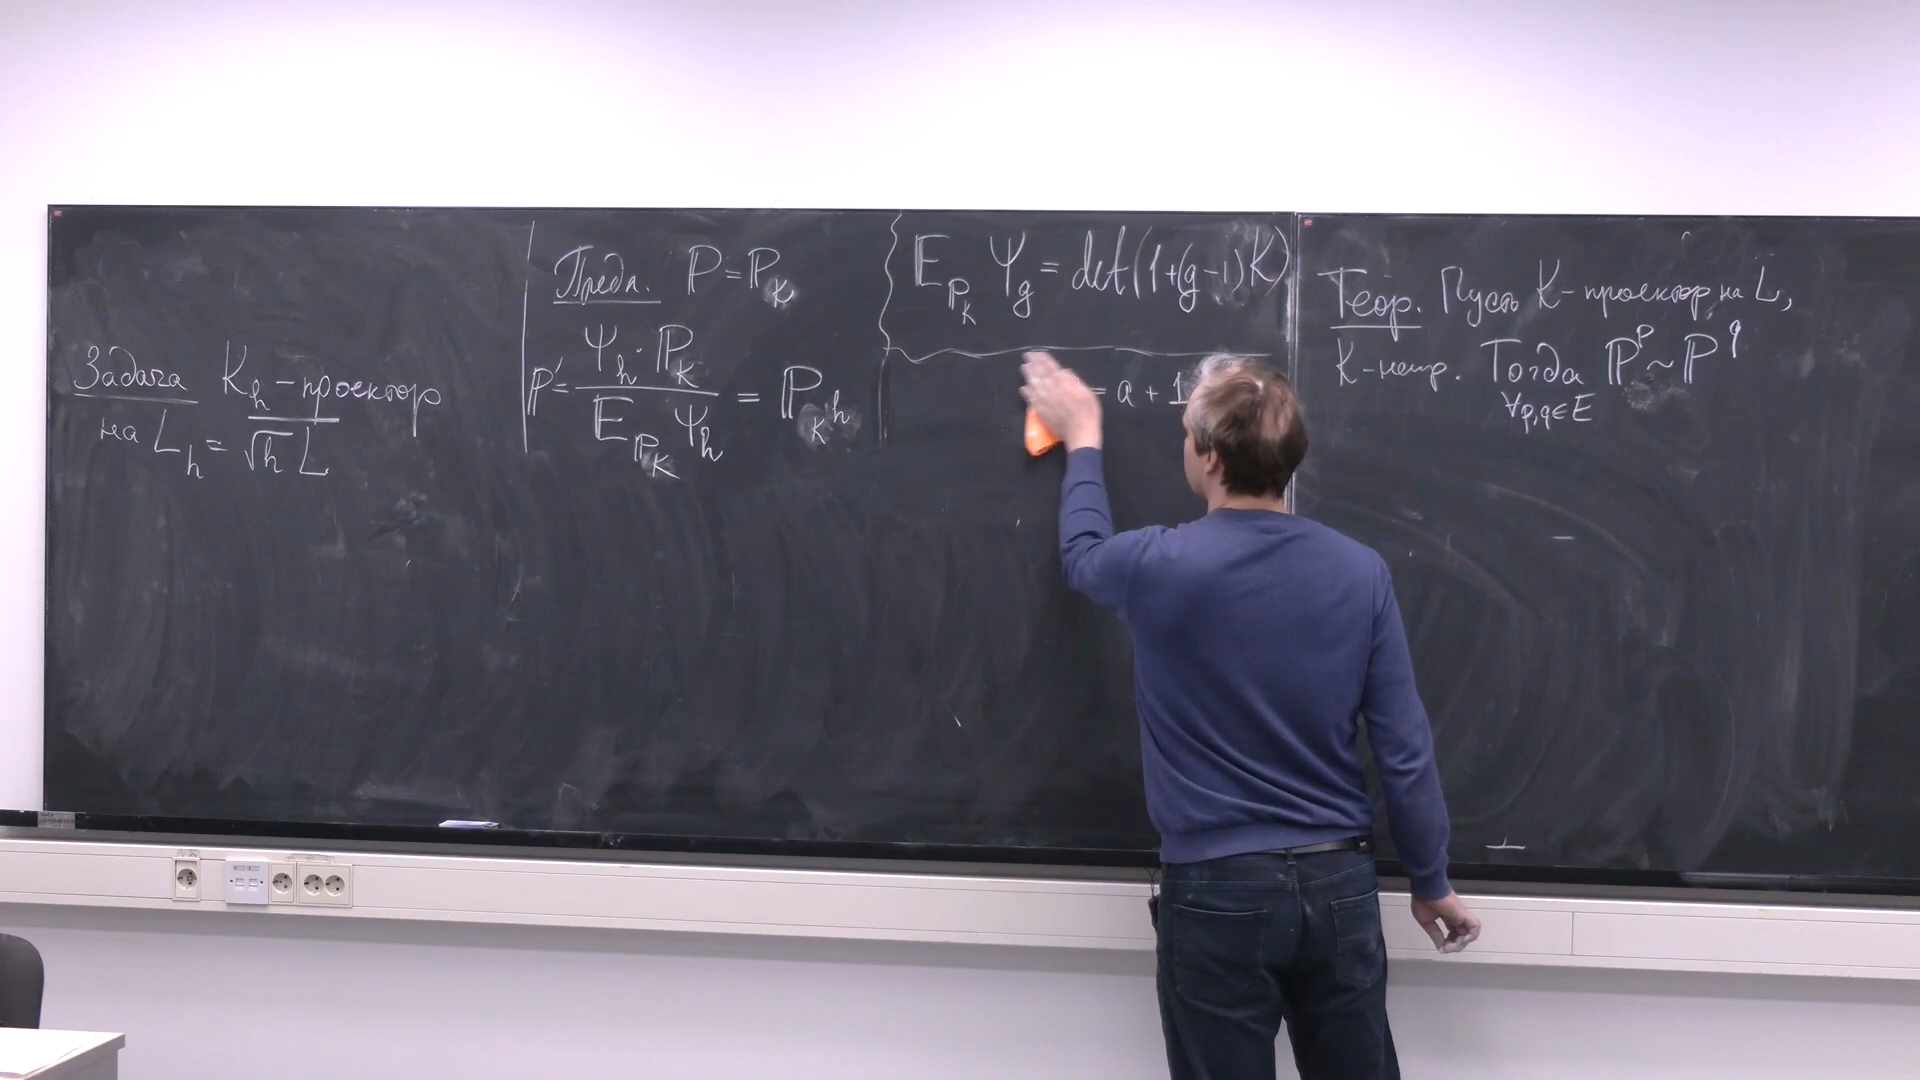 Задача K_h - проектор
на L_h = √h L
Предл. ℙ = ℙ_K
ℙ' = Ψ_h · ℙ_K / 𝔼_{ℙ_K} Ψ_h = ℙ_{K^h}
𝔼_{ℙ_K} Ψ_g = det(1+(g-1)K)
= a + 1
Теор. Пусть K - проектор на L,
K - непр. Тогда ℙ^p ~ ℙ^q
∀p,q ∈ E